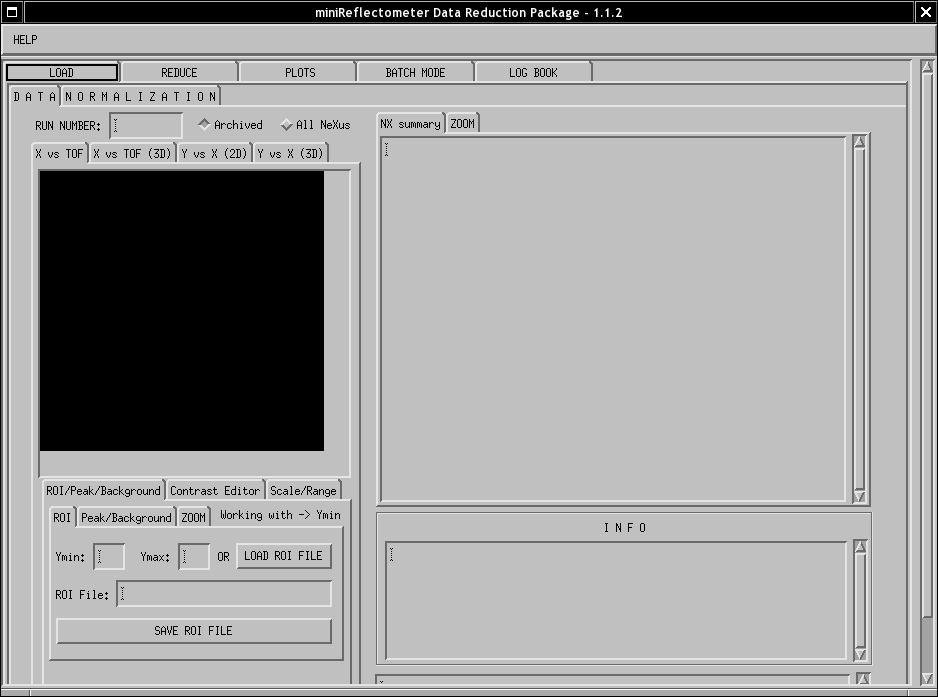 miniReflectometer Data Reduction Package - 1.1.2
HELP
LOAD REDUCE PLOTS BATCH MODE LOG BOOK
D A T A N O R M A L I Z A T I O N
RUN NUMBER: Archived All NeXus
X vs TOF X vs TOF (3D) Y vs X (2D) Y vs X (3D)
NX summary ZOOM
ROI/Peak/Background Contrast Editor Scale/Range
ROI Peak/Background ZOOM Working with -> Ymin
Ymin: Ymax: OR LOAD ROI FILE
ROI File:
SAVE ROI FILE
I N F O